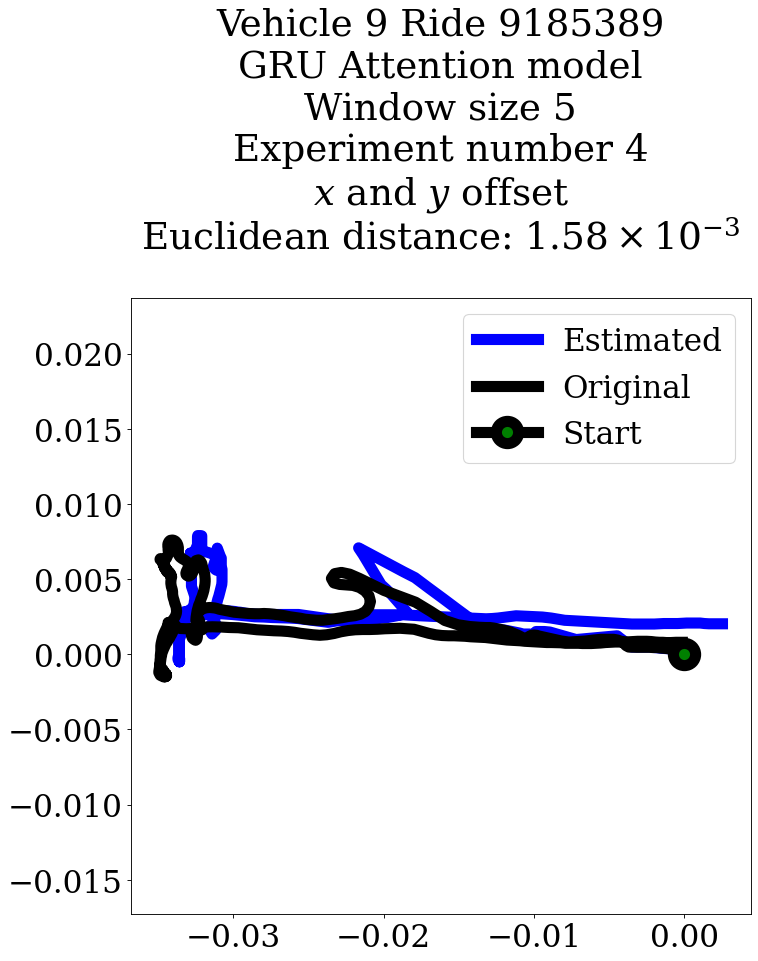 Vehicle 9 Ride 9185389
GRU Attention model
Window size 5
Experiment number 4
x and y offset
Euclidean distance: 1.58 × 10⁻³
Estimated
Original
Start
0.020
0.015
0.010
0.005
0.000
−0.005
−0.010
−0.015
−0.03 −0.02 −0.01 0.00